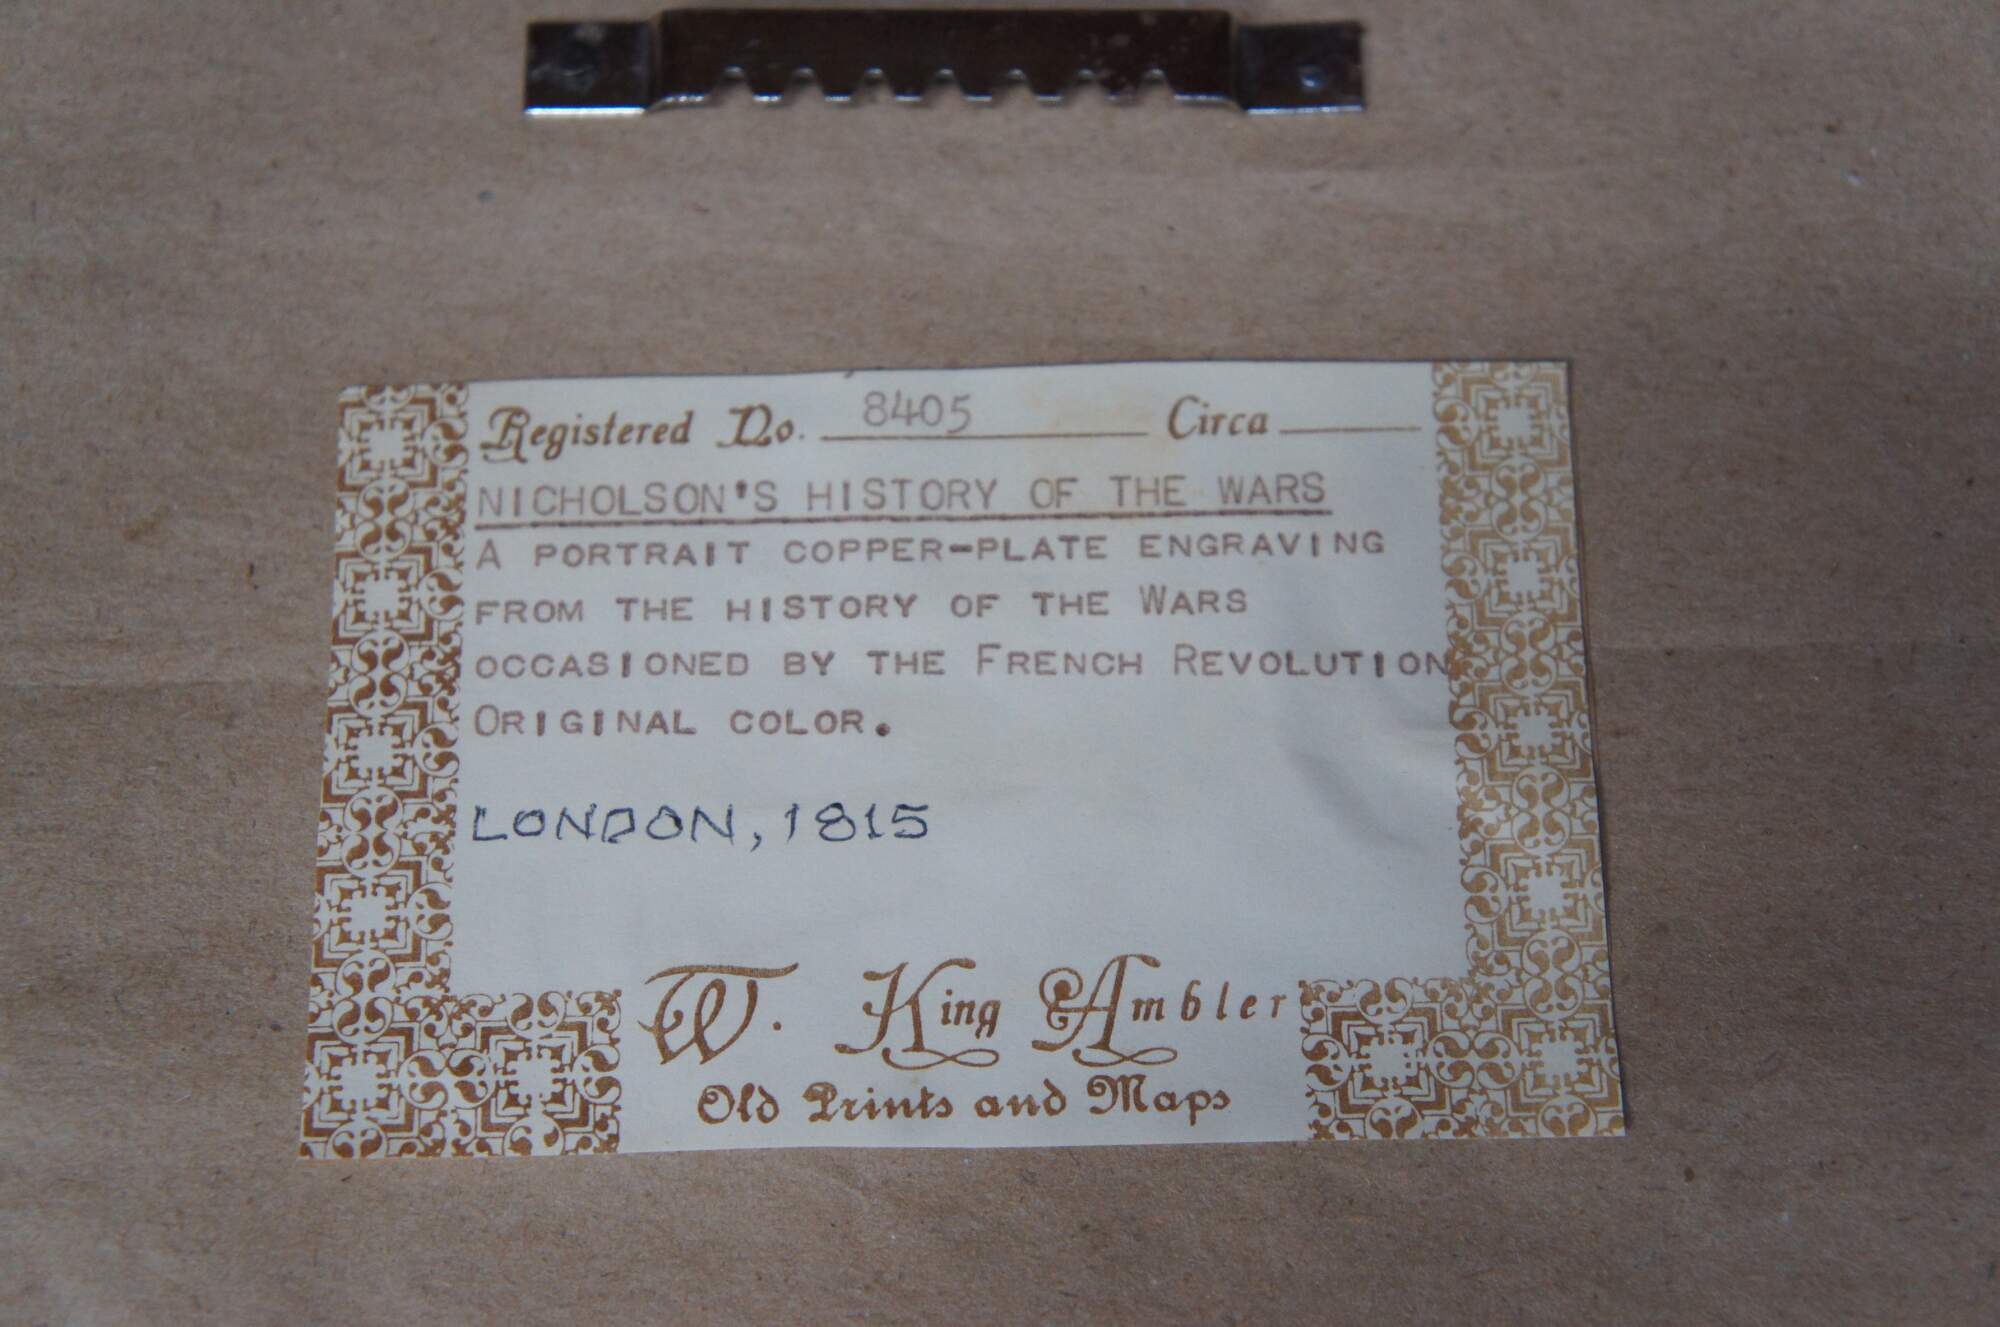 Registered No. 8405 Circa
NICHOLSON'S HISTORY OF THE WARS
A PORTRAIT COPPER-PLATE ENGRAVING
FROM THE HISTORY OF THE WARS
OCCASIONED BY THE FRENCH REVOLUTION
ORIGINAL COLOR.
LONDON, 1815
W. King Ambler
Old Prints and Maps